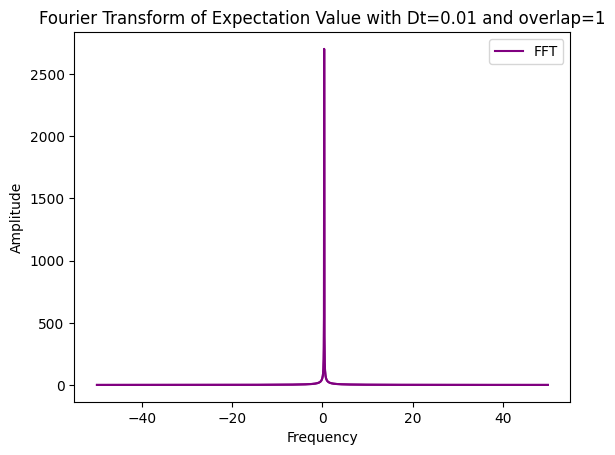 Fourier Transform of Expectation Value with Dt=0.01 and overlap=1
FFT
2500
2000
1500
1000
500
0
Amplitude
−40
−20
0
20
40
Frequency